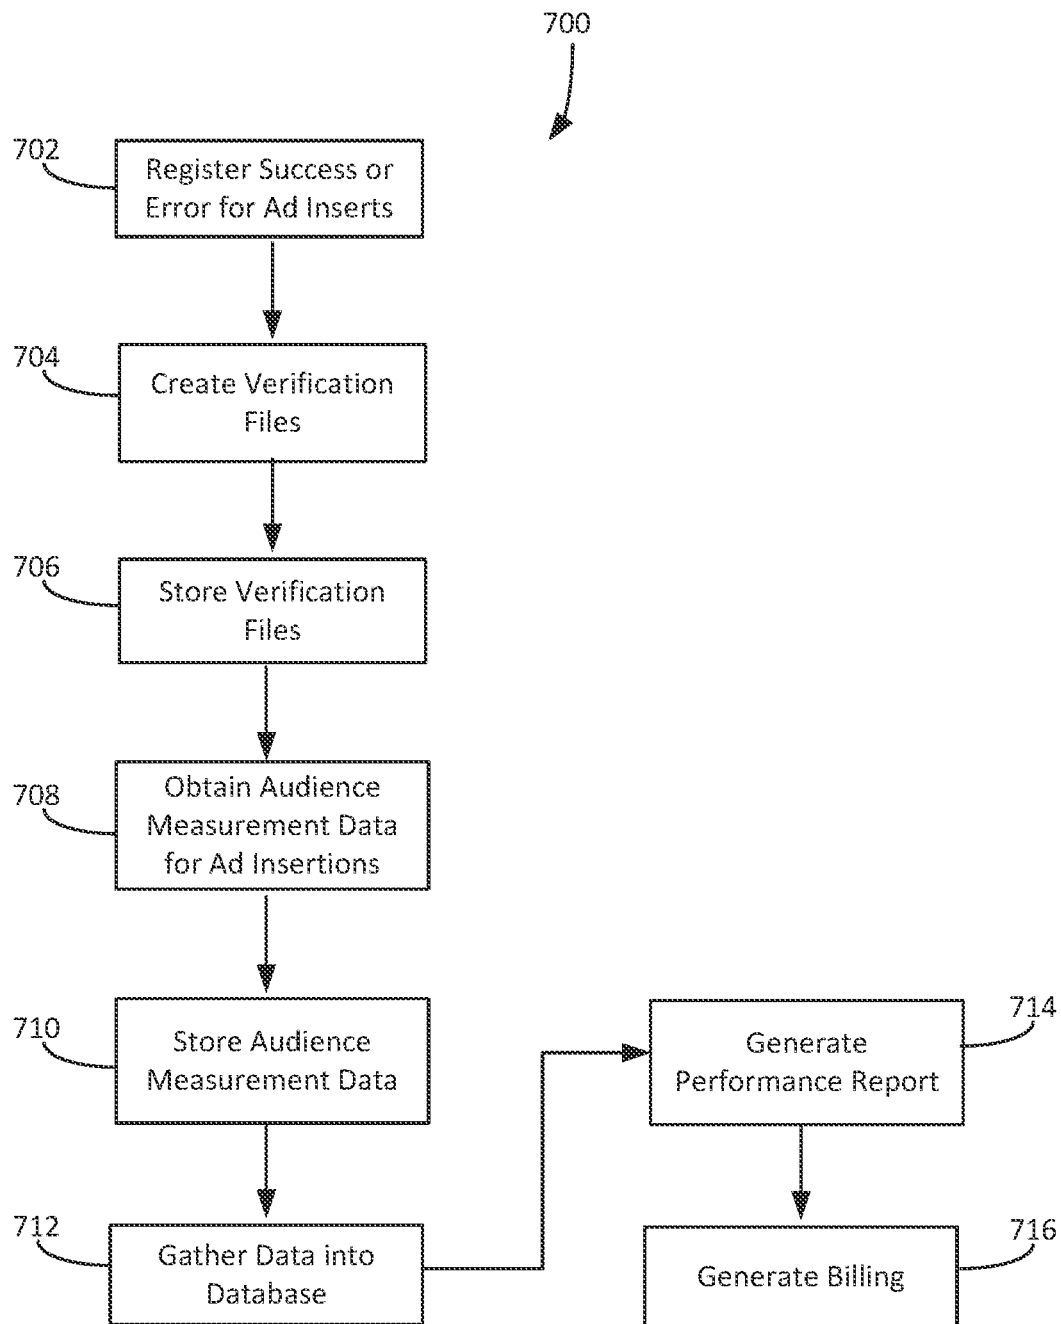 700
702
Register Success or
Error for Ad Inserts
704
Create Verification
Files
706
Store Verification
Files
708
Obtain Audience
Measurement Data
for Ad Insertions
710
Store Audience
Measurement Data
712
Gather Data into
Database
714
Generate
Performance Report
716
Generate Billing